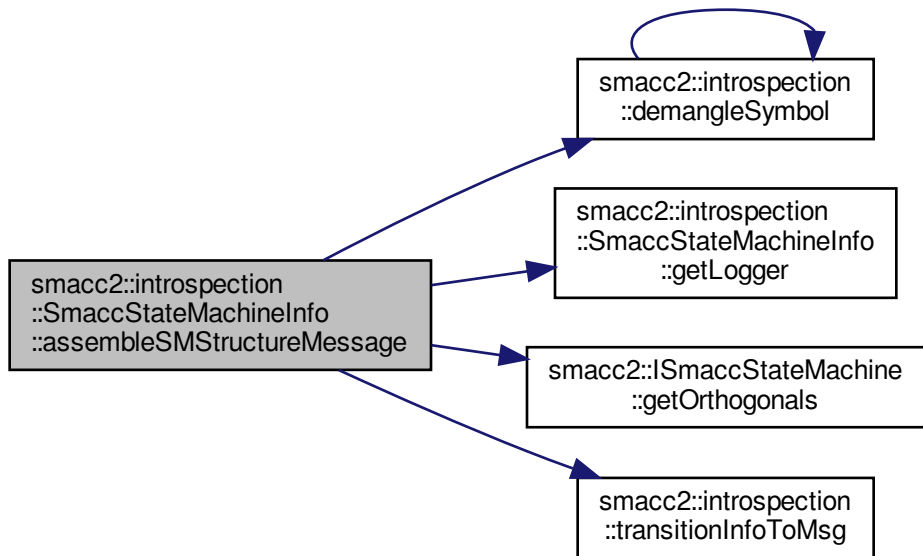 smacc2::introspection
::demangleSymbol
smacc2::introspection
::SmaccStateMachineInfo
::getLogger
smacc2::introspection
::SmaccStateMachineInfo
::assembleSMStructureMessage
smacc2::ISmaccStateMachine
::getOrthogonals
smacc2::introspection
::transitionInfoToMsg